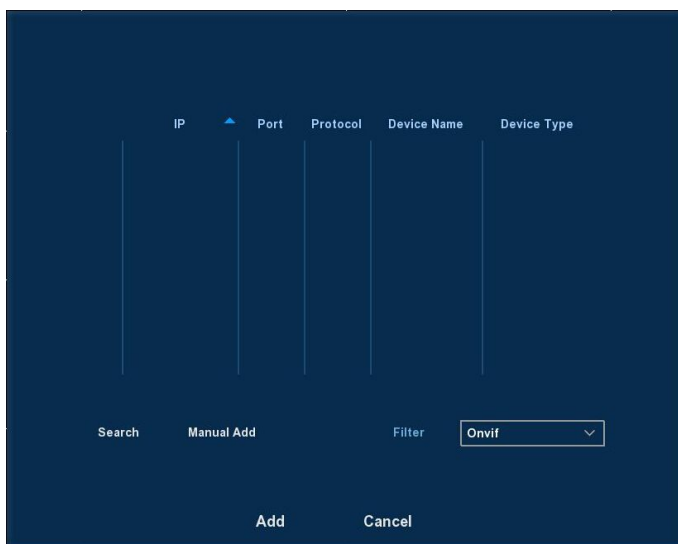 IP Port Protocol Device Name Device Type
Search Manual Add Filter Onvif
Add Cancel